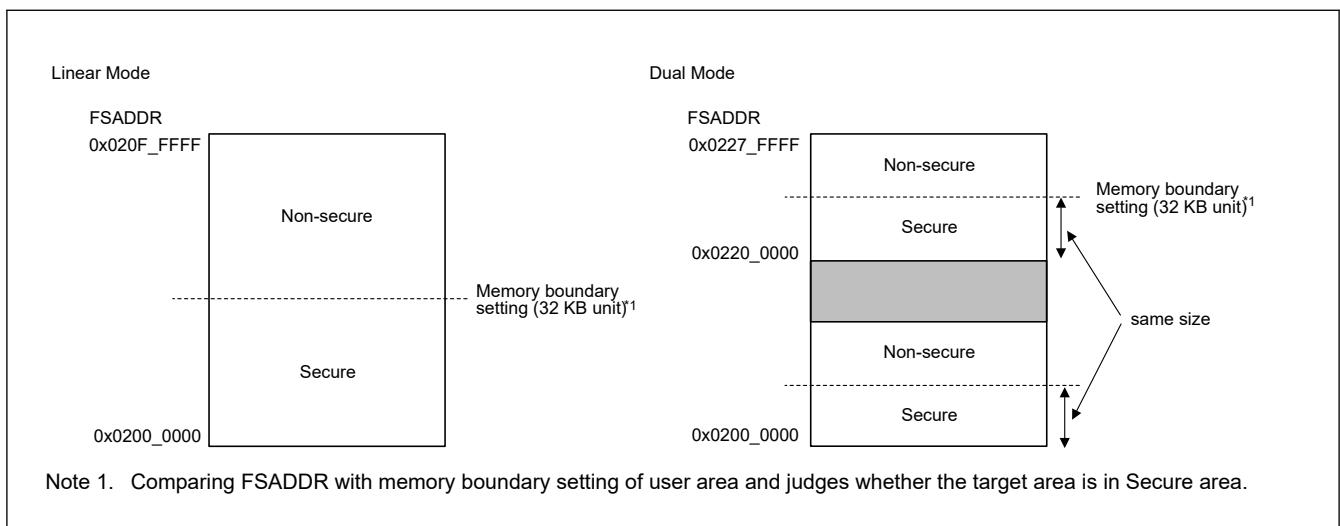 Linear Mode
FSADDR
0x020F_FFFF
Non-secure
Memory boundary
setting (32 KB unit)*1
Secure
0x0200_0000
Dual Mode
FSADDR
0x0227_FFFF
Non-secure
Memory boundary
setting (32 KB unit)*1
Secure
0x0220_0000
same size
Non-secure
Secure
0x0200_0000
Note 1. Comparing FSADDR with memory boundary setting of user area and judges whether the target area is in Secure area.